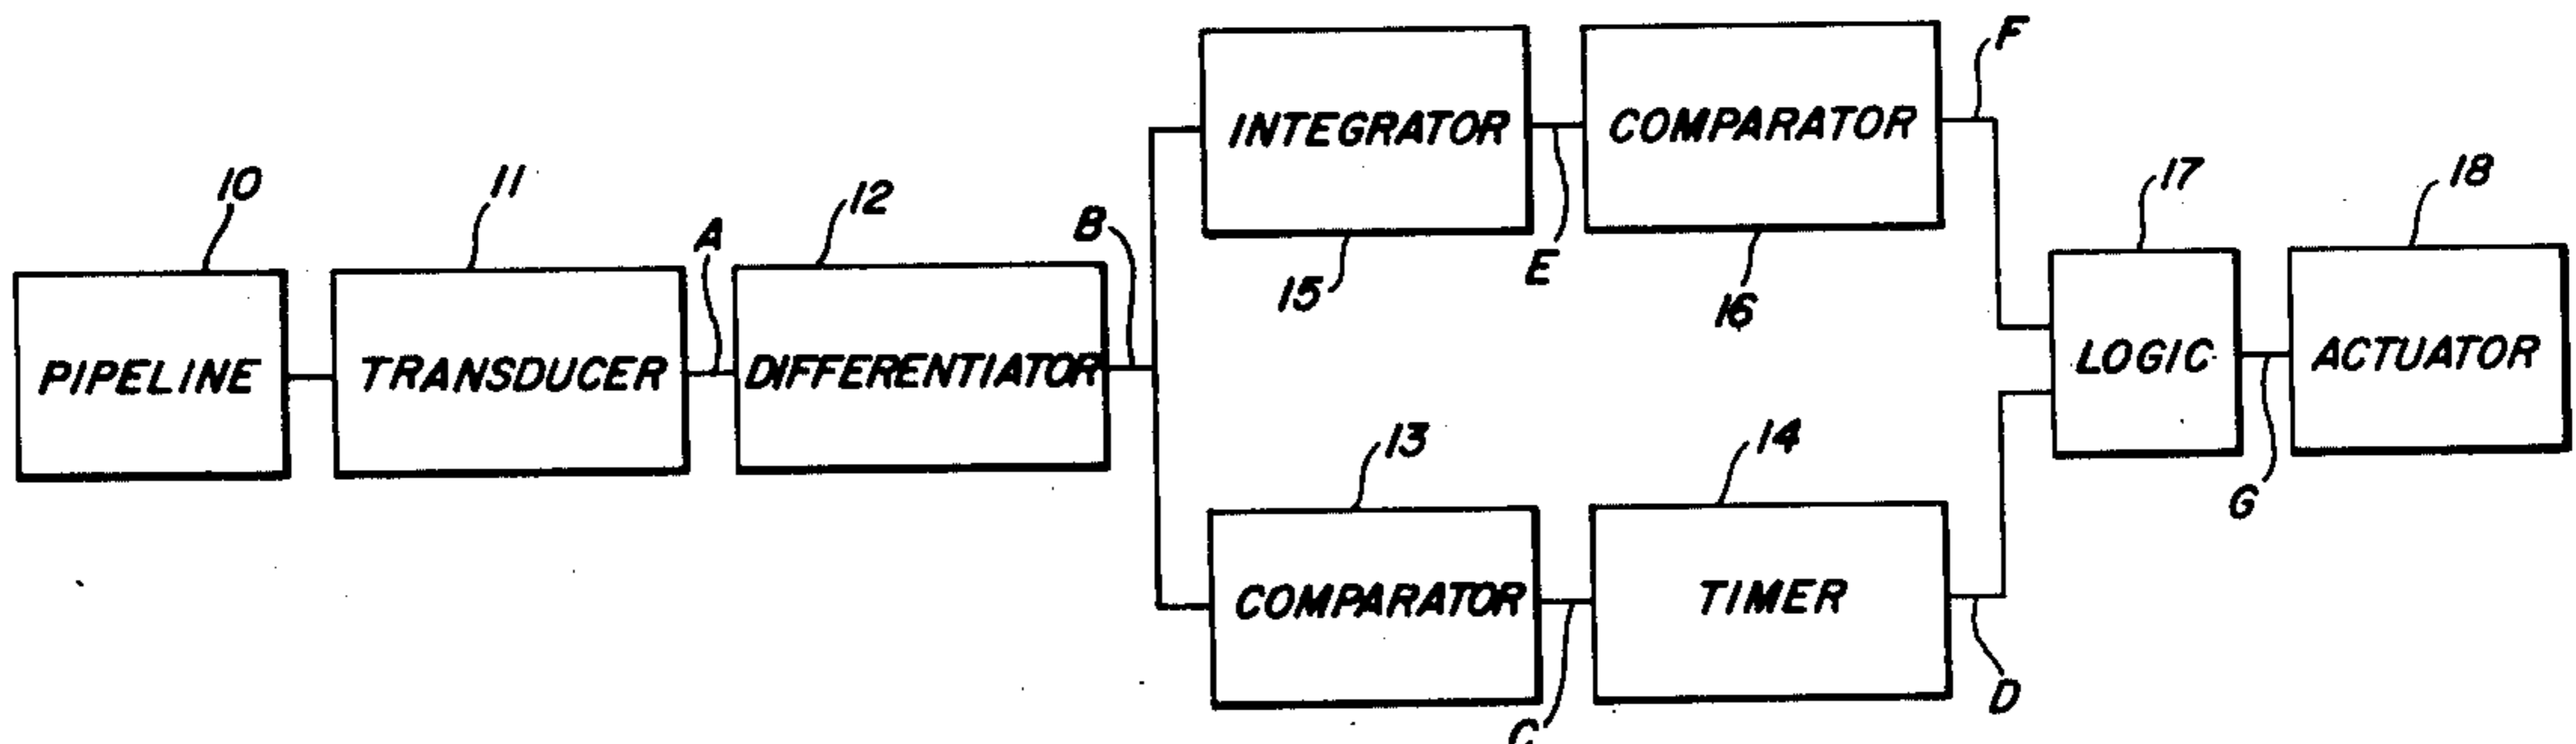 10
PIPELINE
11
TRANSDUCER
A
12
DIFFERENTIATOR
B
INTEGRATOR
15
E
COMPARATOR
16
F
13
COMPARATOR
C
14
TIMER
D
17
LOGIC
G
18
ACTUATOR